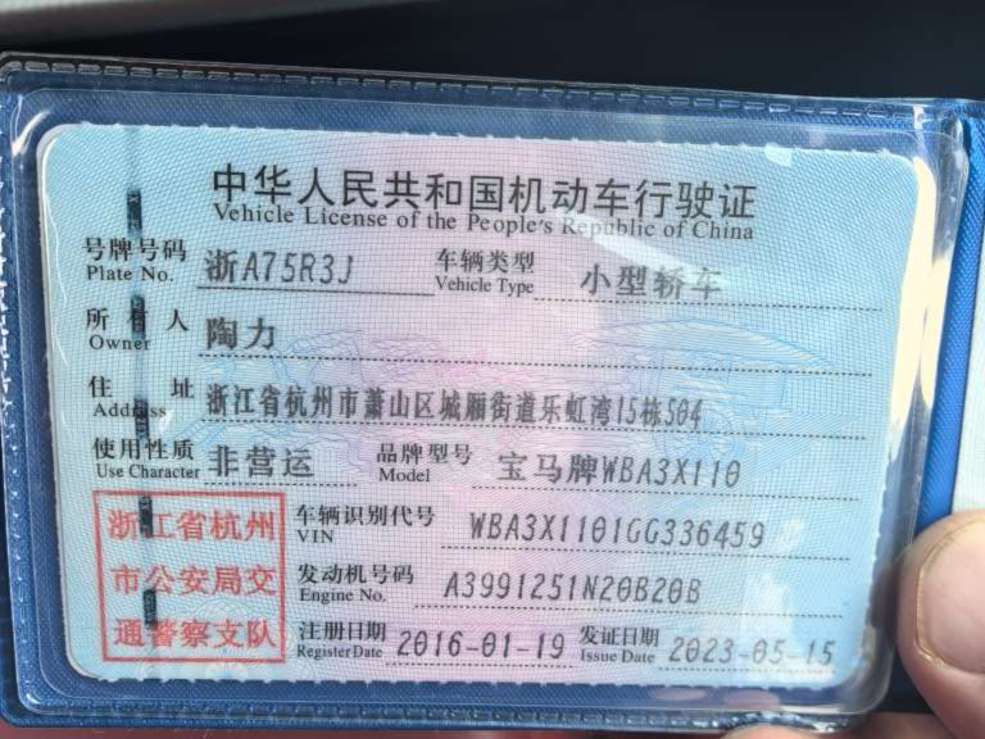 中华人民共和国机动车行驶证
Vehicle License of the People's Republic of China
号牌号码 浙A75R3J 车辆类型 小型轿车
Plate No. Vehicle Type
所有人 陶力
Owner
住址 浙江省杭州市萧山区城厢街道乐虹湾15栋504
Address
使用性质 非营运 品牌型号 宝马牌WBA3X110
Use Character Model
浙江省杭州 车辆识别代号 WBA3X1101GG336459
VIN
市公安局交 发动机号码 A3991251N20B20B
Engine No.
通警察支队 注册日期 2016-01-19 发证日期 2023-05-15
Register Date Issue Date